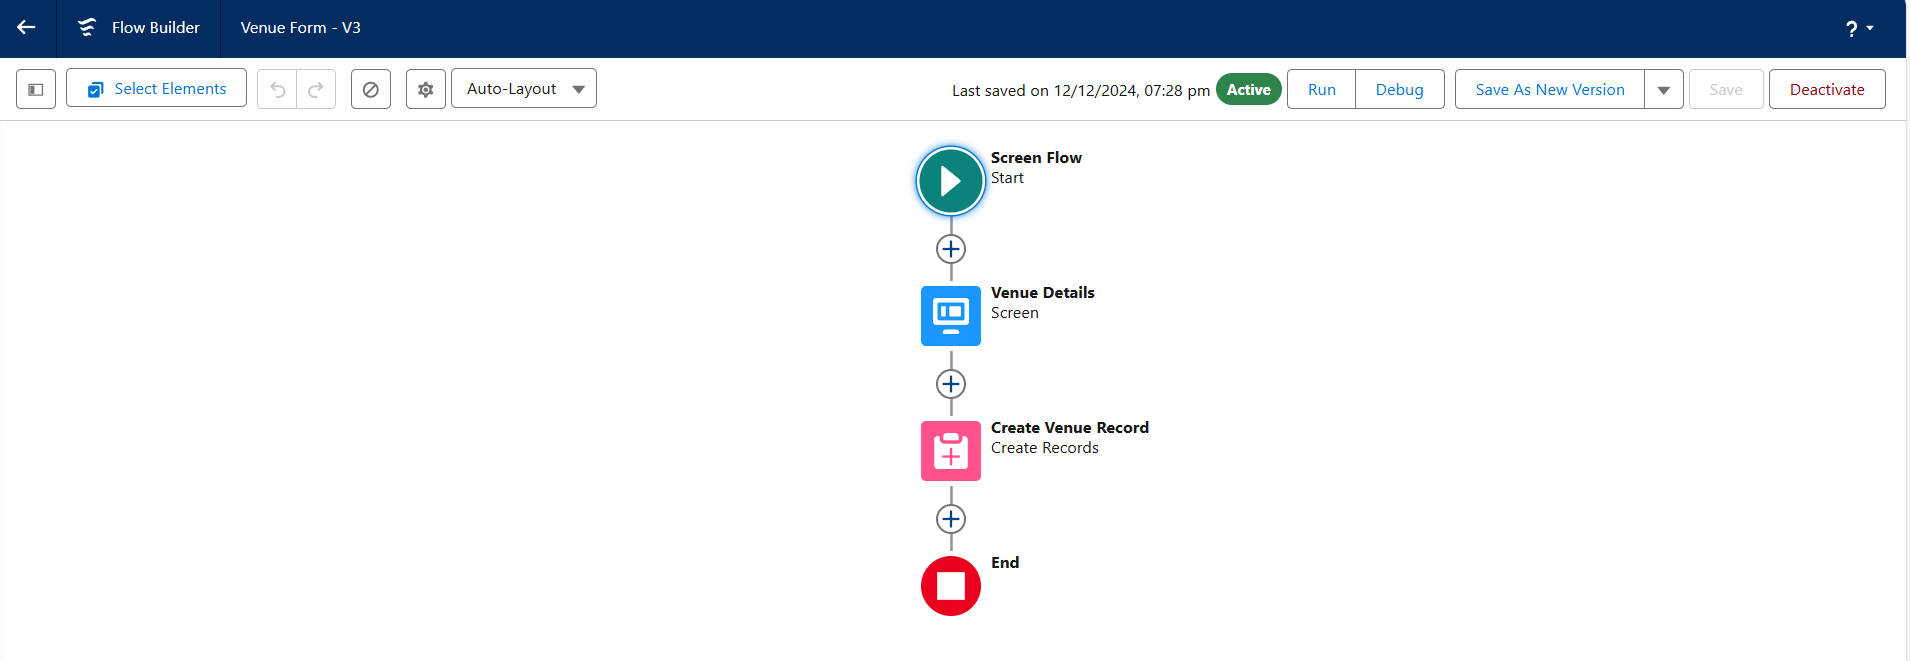 Flow Builder
Venue Form - V3
?
Select Elements
Auto-Layout
Last saved on 12/12/2024, 07:28 pm
Active
Run
Debug
Save As New Version
Save
Deactivate
Screen Flow
Start
Venue Details
Screen
Create Venue Record
Create Records
End